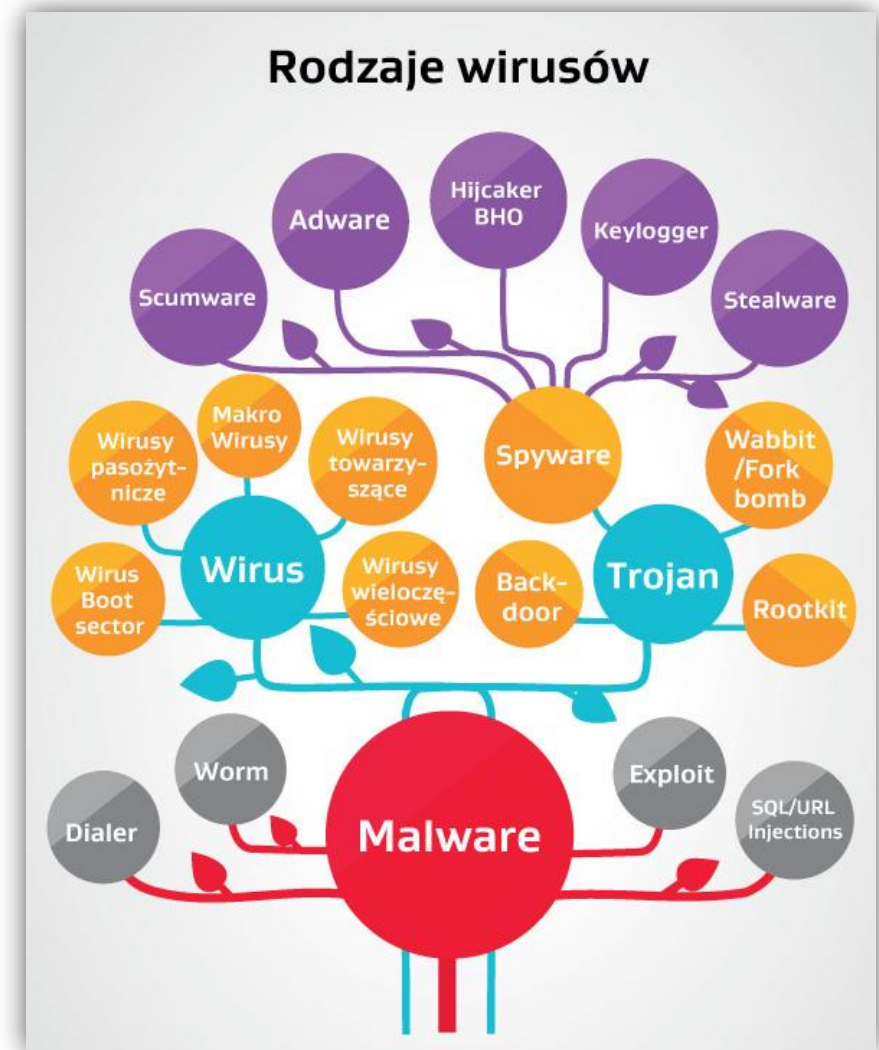 Rodzaje wirusów
Hijcaker
BHO
Adware
Keylogger
Scumware
Stealware
Makro
Wirusy
Wirusy
pasożyt-
nicze
Wirusy
towarzy-
szące
Spyware
Wabbit
/Fork
bomb
Wirus
Trojan
Wirus
Boot
sector
Wirusy
wieloczę-
ściowe
Back-
door
Rootkit
Worm
Exploit
Dialer
Malware
SQL/URL
Injections